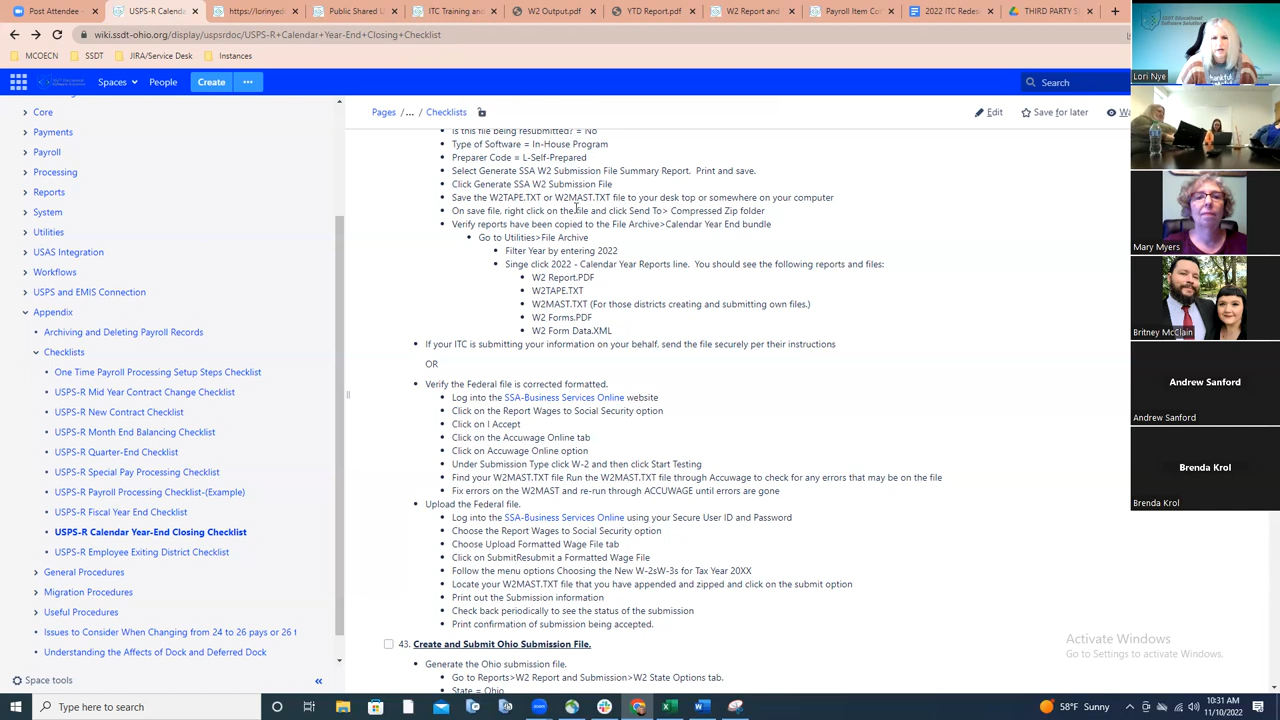 https://lorinyed
Public Shared U
ITC Training and
W2 Output.pdf
YTD Report.pdf
W2 Report and
Payroll Item Co
2022 ITC Redes
THIRD PARTY S
wiki.ssdt-ohio.org/display/uspsrdoc/USPS-R+Calendar+Year-End+Closing+Checklist
MCOECN
SSDT
JIRA/Service Desk
Instances
Spaces
People
Create
Search
Core
Payments
Payroll
Processing
Reports
System
Utilities
USAS Integration
Workflows
USPS and EMIS Connection
Appendix
Archiving and Deleting Payroll Records
Checklists
One Time Payroll Processing Setup Steps Checklist
USPS-R Mid Year Contract Change Checklist
USPS-R New Contract Checklist
USPS-R Month End Balancing Checklist
USPS-R Quarter-End Checklist
USPS-R Special Pay Processing Checklist
USPS-R Payroll Processing Checklist-(Example)
USPS-R Fiscal Year End Checklist
USPS-R Calendar Year-End Closing Checklist
USPS-R Employee Exiting District Checklist
General Procedures
Migration Procedures
Useful Procedures
Issues to Consider When Changing from 24 to 26 pays or 26 t
Understanding the Affects of Dock and Deferred Dock
Space tools
Pages /... / Checklists
Edit
Save for later
Wa
Is this file being resubmitted? = No
Type of Software = In-House Program
Preparer Code = L-Self-Prepared
Select Generate SSA W2 Submission File Summary Report. Print and save.
Click Generate SSA W2 Submission File
Save the W2TAPE.TXT or W2MAST.TXT file to your desk top or somewhere on your computer
On save file, right click on the file and click Send To> Compressed Zip folder
Verify reports have been copied to the File Archive>Calendar Year End bundle
Go to Utilities>File Archive
Filter Year by entering 2022
Singe click 2022 - Calendar Year Reports line. You should see the following reports and files:
W2 Report.PDF
W2TAPE.TXT
W2MAST.TXT (For those districts creating and submitting own files.)
W2 Forms.PDF
W2 Form Data.XML
If your ITC is submitting your information on your behalf, send the file securely per their instructions
OR
Verify the Federal file is corrected formatted.
Log into the SSA-Business Services Online website
Click on the Report Wages to Social Security option
Click on I Accept
Click on the Accuwage Online tab
Click on Accuwage Online option
Under Submission Type click W-2 and then click Start Testing
Find your W2MAST.TXT file Run the W2MAST.TXT file through Accuwage to check for any errors that may be on the file
Fix errors on the W2MAST and re-run through ACCUWAGE until errors are gone
Upload the Federal file.
Log into the SSA-Business Services Online using your Secure User ID and Password
Choose the Report Wages to Social Security option
Choose Upload Formatted Wage File tab
Click on SubmitResubmit a Formatted Wage File
Follow the menu options Choosing the New W-2sW-3s for Tax Year 20XX
Locate your W2MAST.TXT file that you have appended and zipped and click on the submit option
Print out the Submission information
Check back periodically to see the status of the submission
Print confirmation of submission being accepted.
43. Create and Submit Ohio Submission File.
Generate the Ohio submission file.
Go to Reports>W2 Report and Submission>W2 State Options tab.
State = Ohio
Lori Nye
Mary Myers
Britney McClain
Andrew Sanford
Andrew Sanford
Brenda Krol
Brenda Krol
Activate Windows
Go to Settings to activate Windows.
Type here to search
58°F Sunny
10:31 AM
11/10/2022